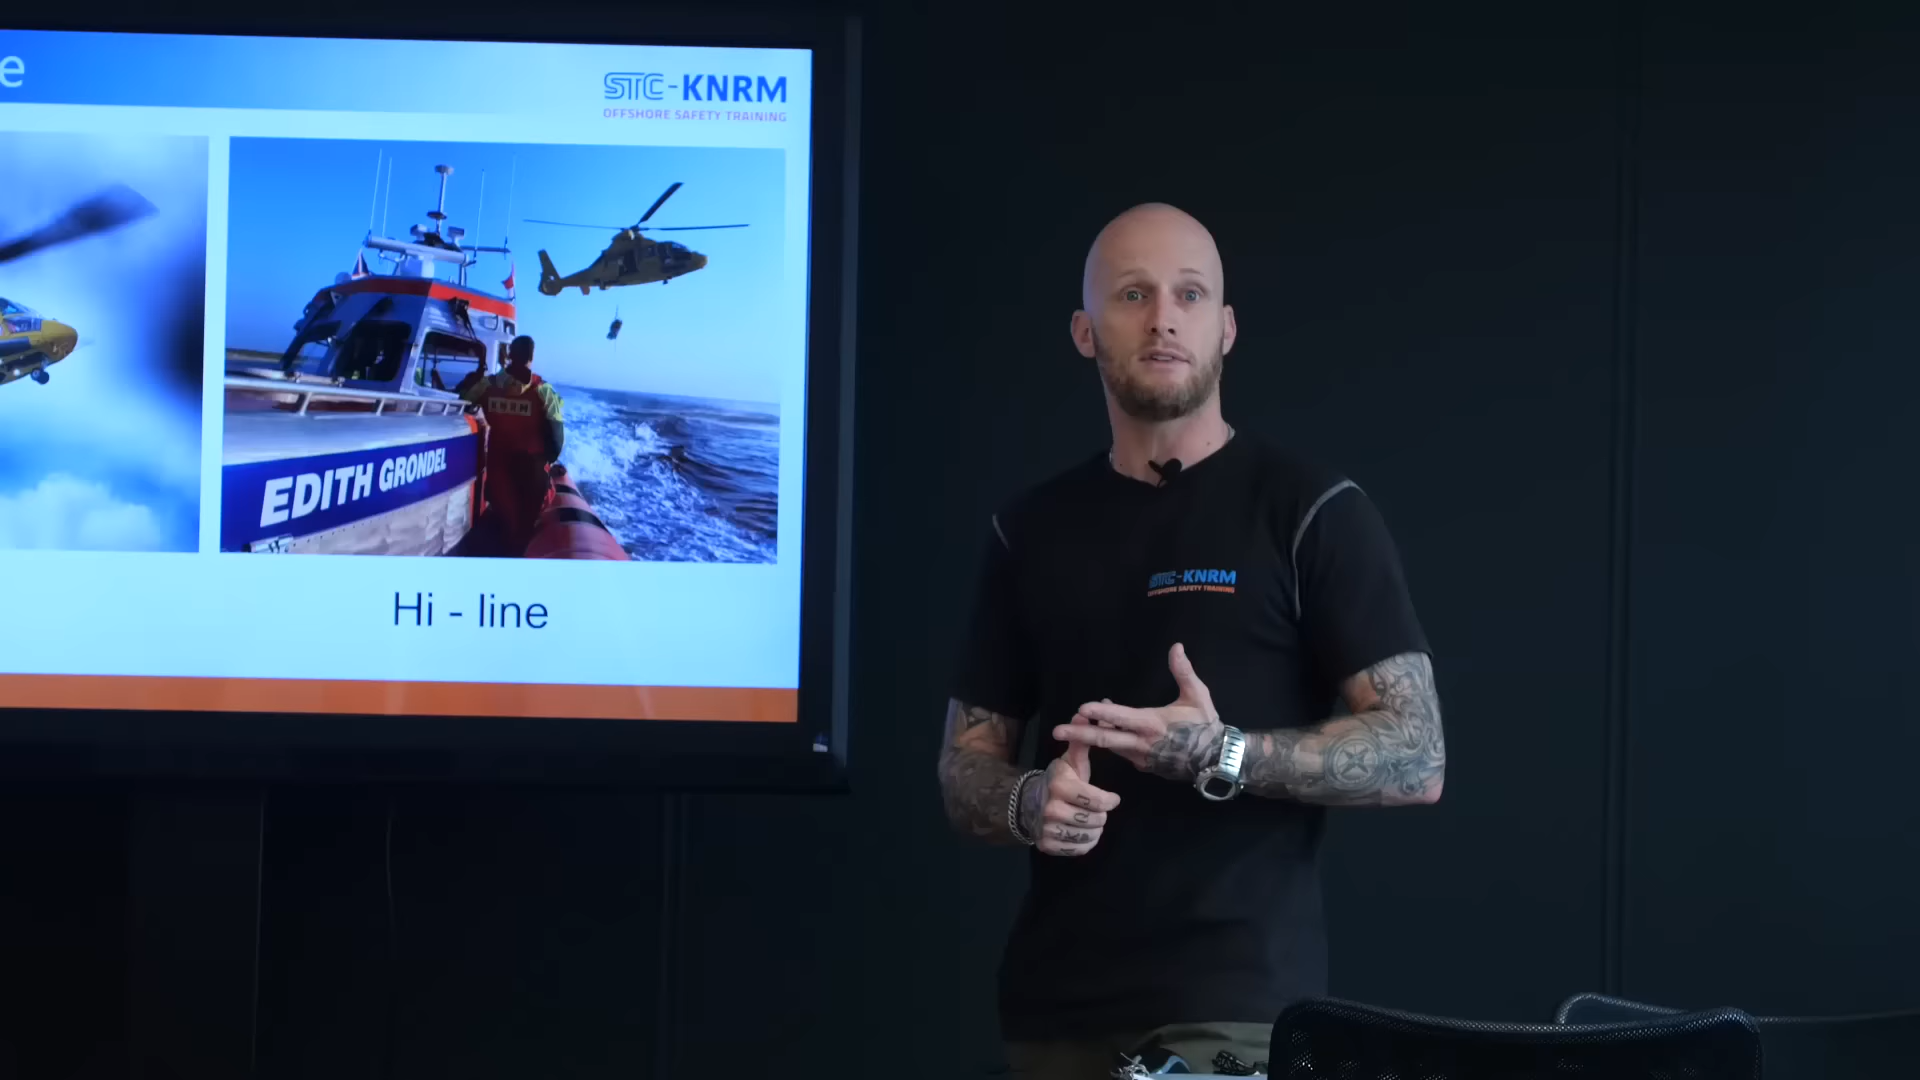 e
STC-KNRM
OFFSHORE SAFETY TRAINING
KNRM
EDITH GRONDEL
Hi - line
STC-KNRM
OFFSHORE SAFETY TRAINING